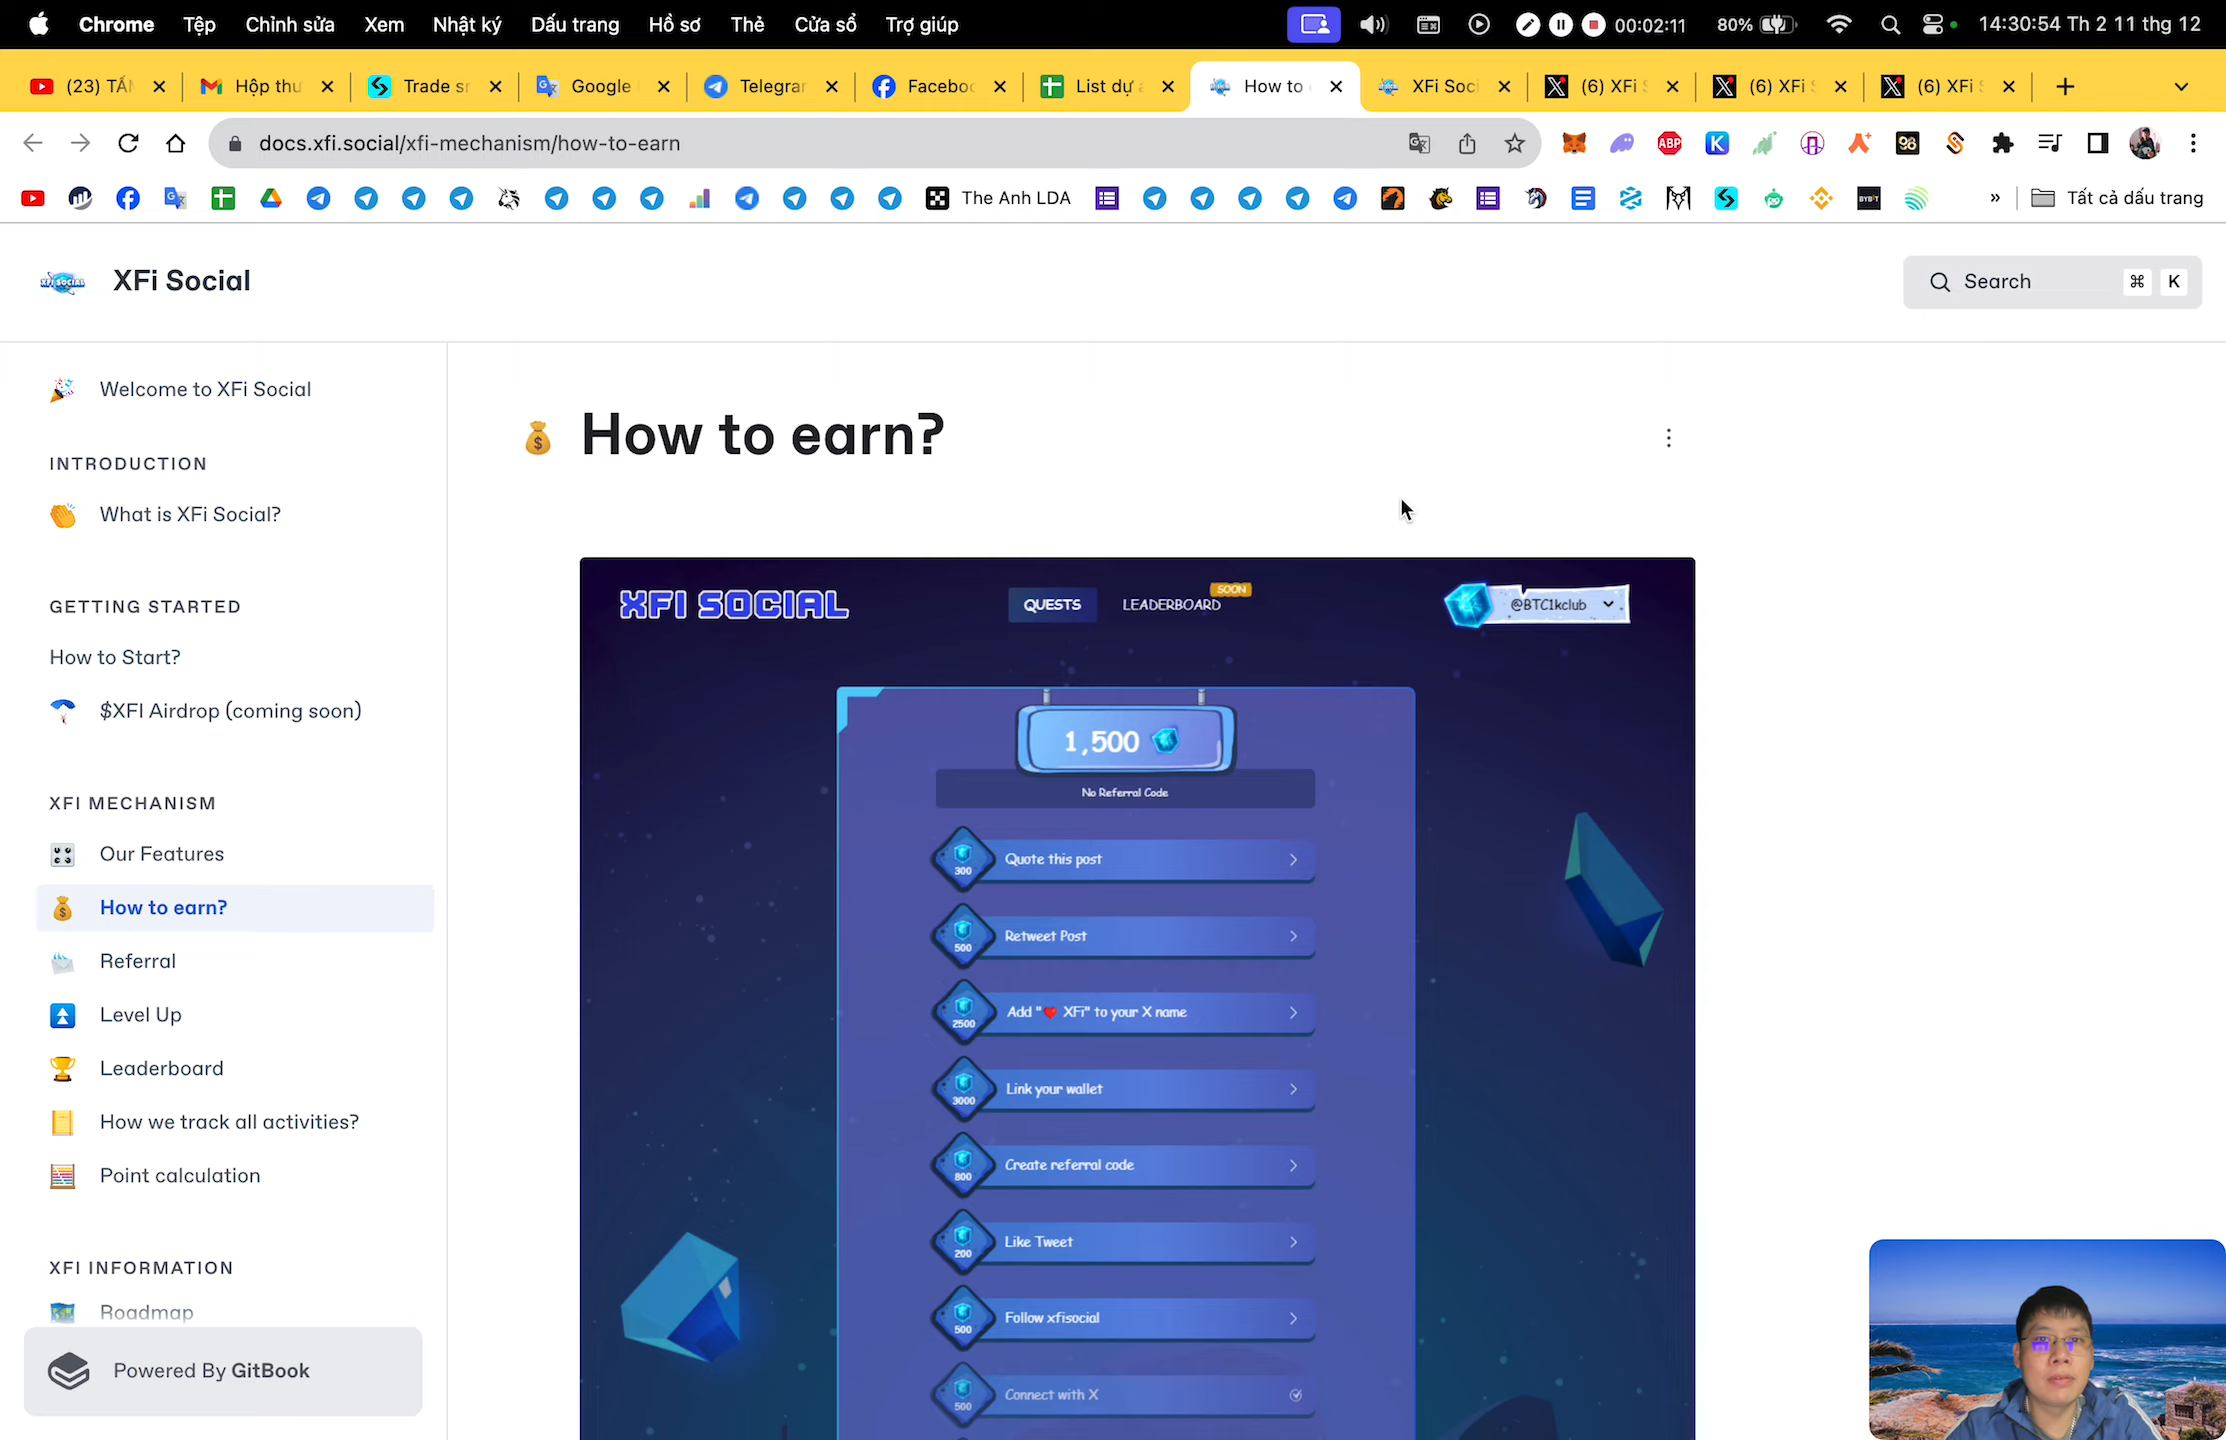 Chrome Tệp Chỉnh sửa Xem Nhật ký Dấu trang Hồ sơ Thẻ Cửa sổ Trợ giúp 00:02:11 80% 14:30:54 Th 2 11 thg 12
(23) TẤM Hộp thư Trade sm Google Telegram Facebook List dự How to XFi Soci (6) XFi (6) XFi (6) XFi
docs.xfi.social/xfi-mechanism/how-to-earn ABP K 98
The Anh LDA BYBIT » Tất cả dấu trang
XFi Social
Search ⌘ K
Welcome to XFi Social
INTRODUCTION
What is XFi Social?
GETTING STARTED
How to Start?
$XFI Airdrop (coming soon)
XFI MECHANISM
Our Features
How to earn?
Referral
Level Up
Leaderboard
How we track all activities?
Point calculation
XFI INFORMATION
Roadmap
Powered By GitBook
How to earn?
XFI SOCIAL QUESTS LEADERBOARD SOON @BTC1kclub
1,500
No Referral Code
300 Quote this post
500 Retweet Post
2500 Add "❤️ XFi" to your X name
3000 Link your wallet
800 Create referral code
200 Like Tweet
500 Follow xfisocial
500 Connect with X